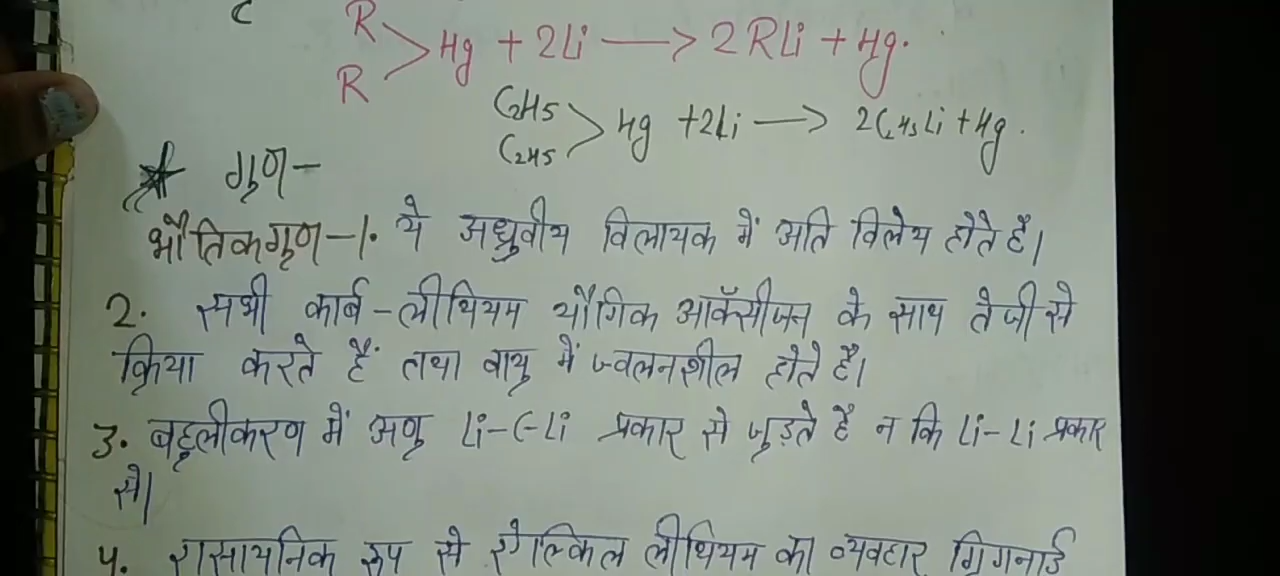 R
R > Hg + 2Li ⟶ 2RLi + Hg.
C2H5
C2H5 > Hg + 2Li ⟶ 2C2H5Li + Hg.
★ गुण-
भौतिकगुण-1. ये अध्रुवीय विलायक में अति विलेय होते हैं।
2. सभी कार्ब-लीथियम यौगिक ऑक्सीजन के साथ तेजी से
क्रिया करते हैं तथा वायु में ज्वलनशील होते है।
3. बहुलीकरण में अणु Li-C-Li प्रकार से जुड़ते है न कि Li-Li प्रकार
से।
4. रासायनिक रूप से ऐल्किल लीथियम का व्यवहार ग्रिगनार्ड